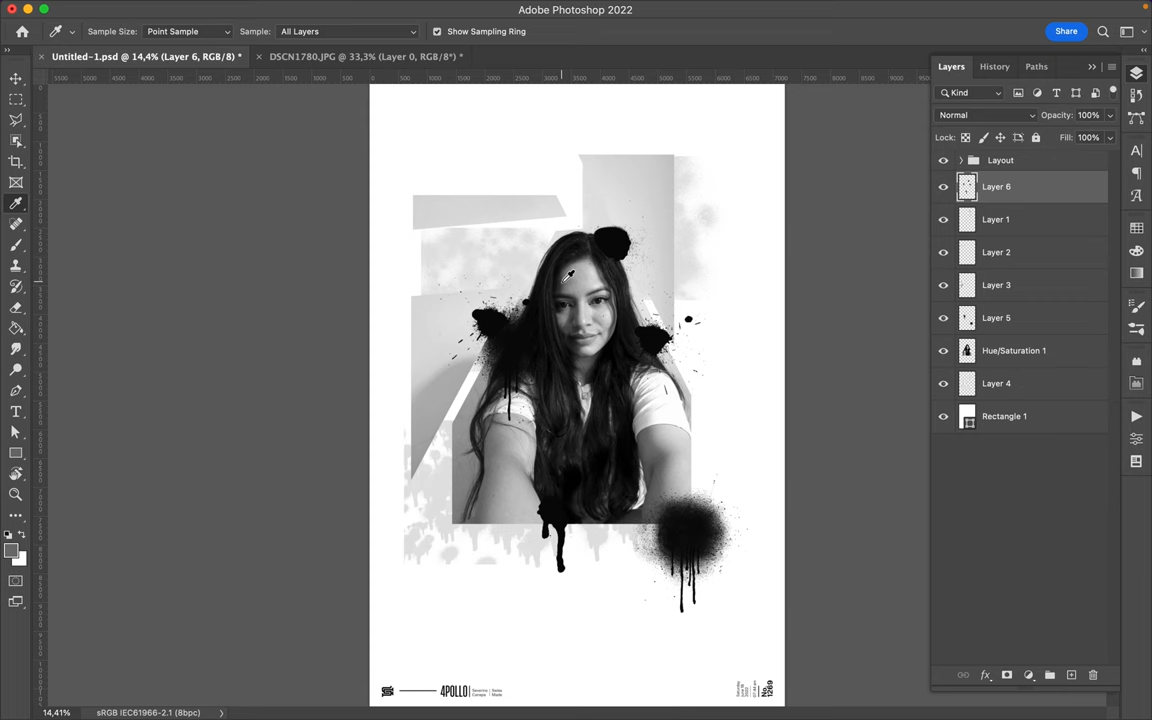 Adobe Photoshop 2022
Sample Size: Point Sample Sample: All Layers Show Sampling Ring Share
Untitled-1.psd @ 14,4% (Layer 6, RGB/8) * DSCN1780.JPG @ 33,3% (Layer 0, RGB/8*) *
Layers History Paths
Kind
Normal Opacity: 100%
Lock: Fill: 100%
Layout
Layer 6
Layer 1
Layer 2
Layer 3
Layer 5
Hue/Saturation 1
Layer 4
Rectangle 1
4POLLO
No. 1269
14,41% sRGB IEC61966-2.1 (8bpc)